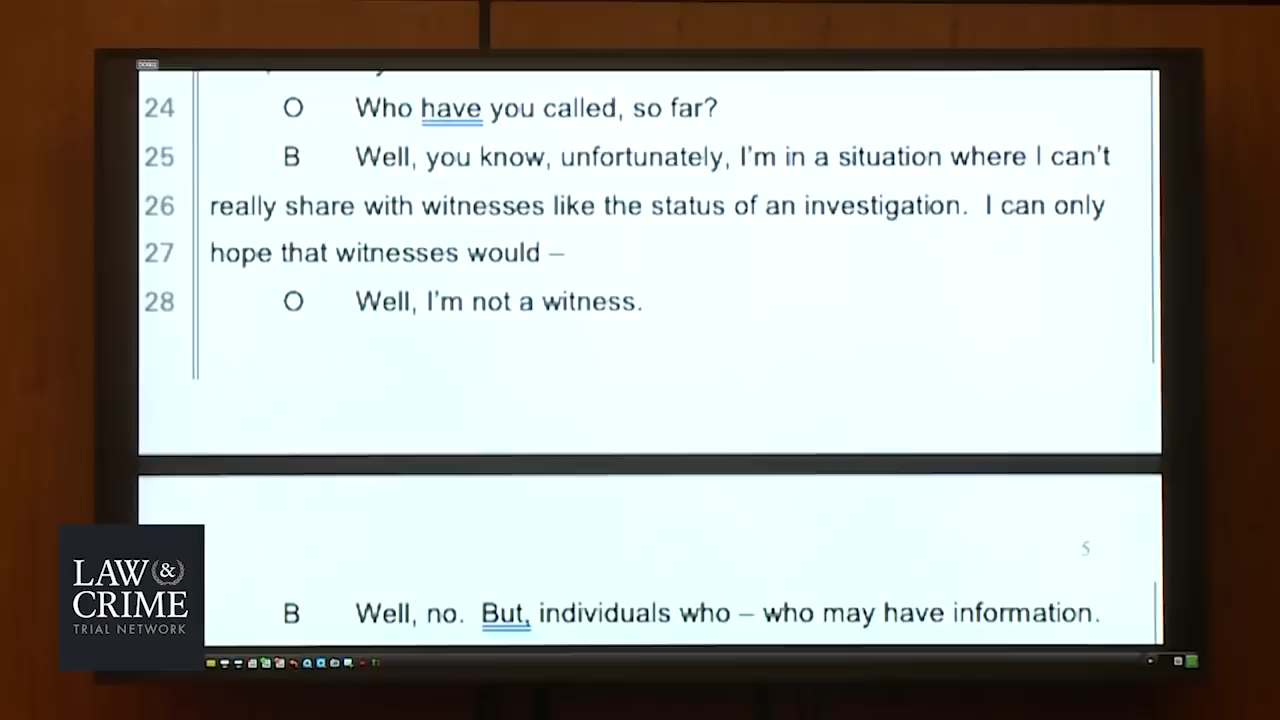 24 O Who have you called, so far?
25 B Well, you know, unfortunately, I'm in a situation where I can't
26 really share with witnesses like the status of an investigation. I can only
27 hope that witnesses would –
28 O Well, I'm not a witness.
5
B Well, no. But, individuals who – who may have information.
LAW &
CRIME
TRIAL NETWORK